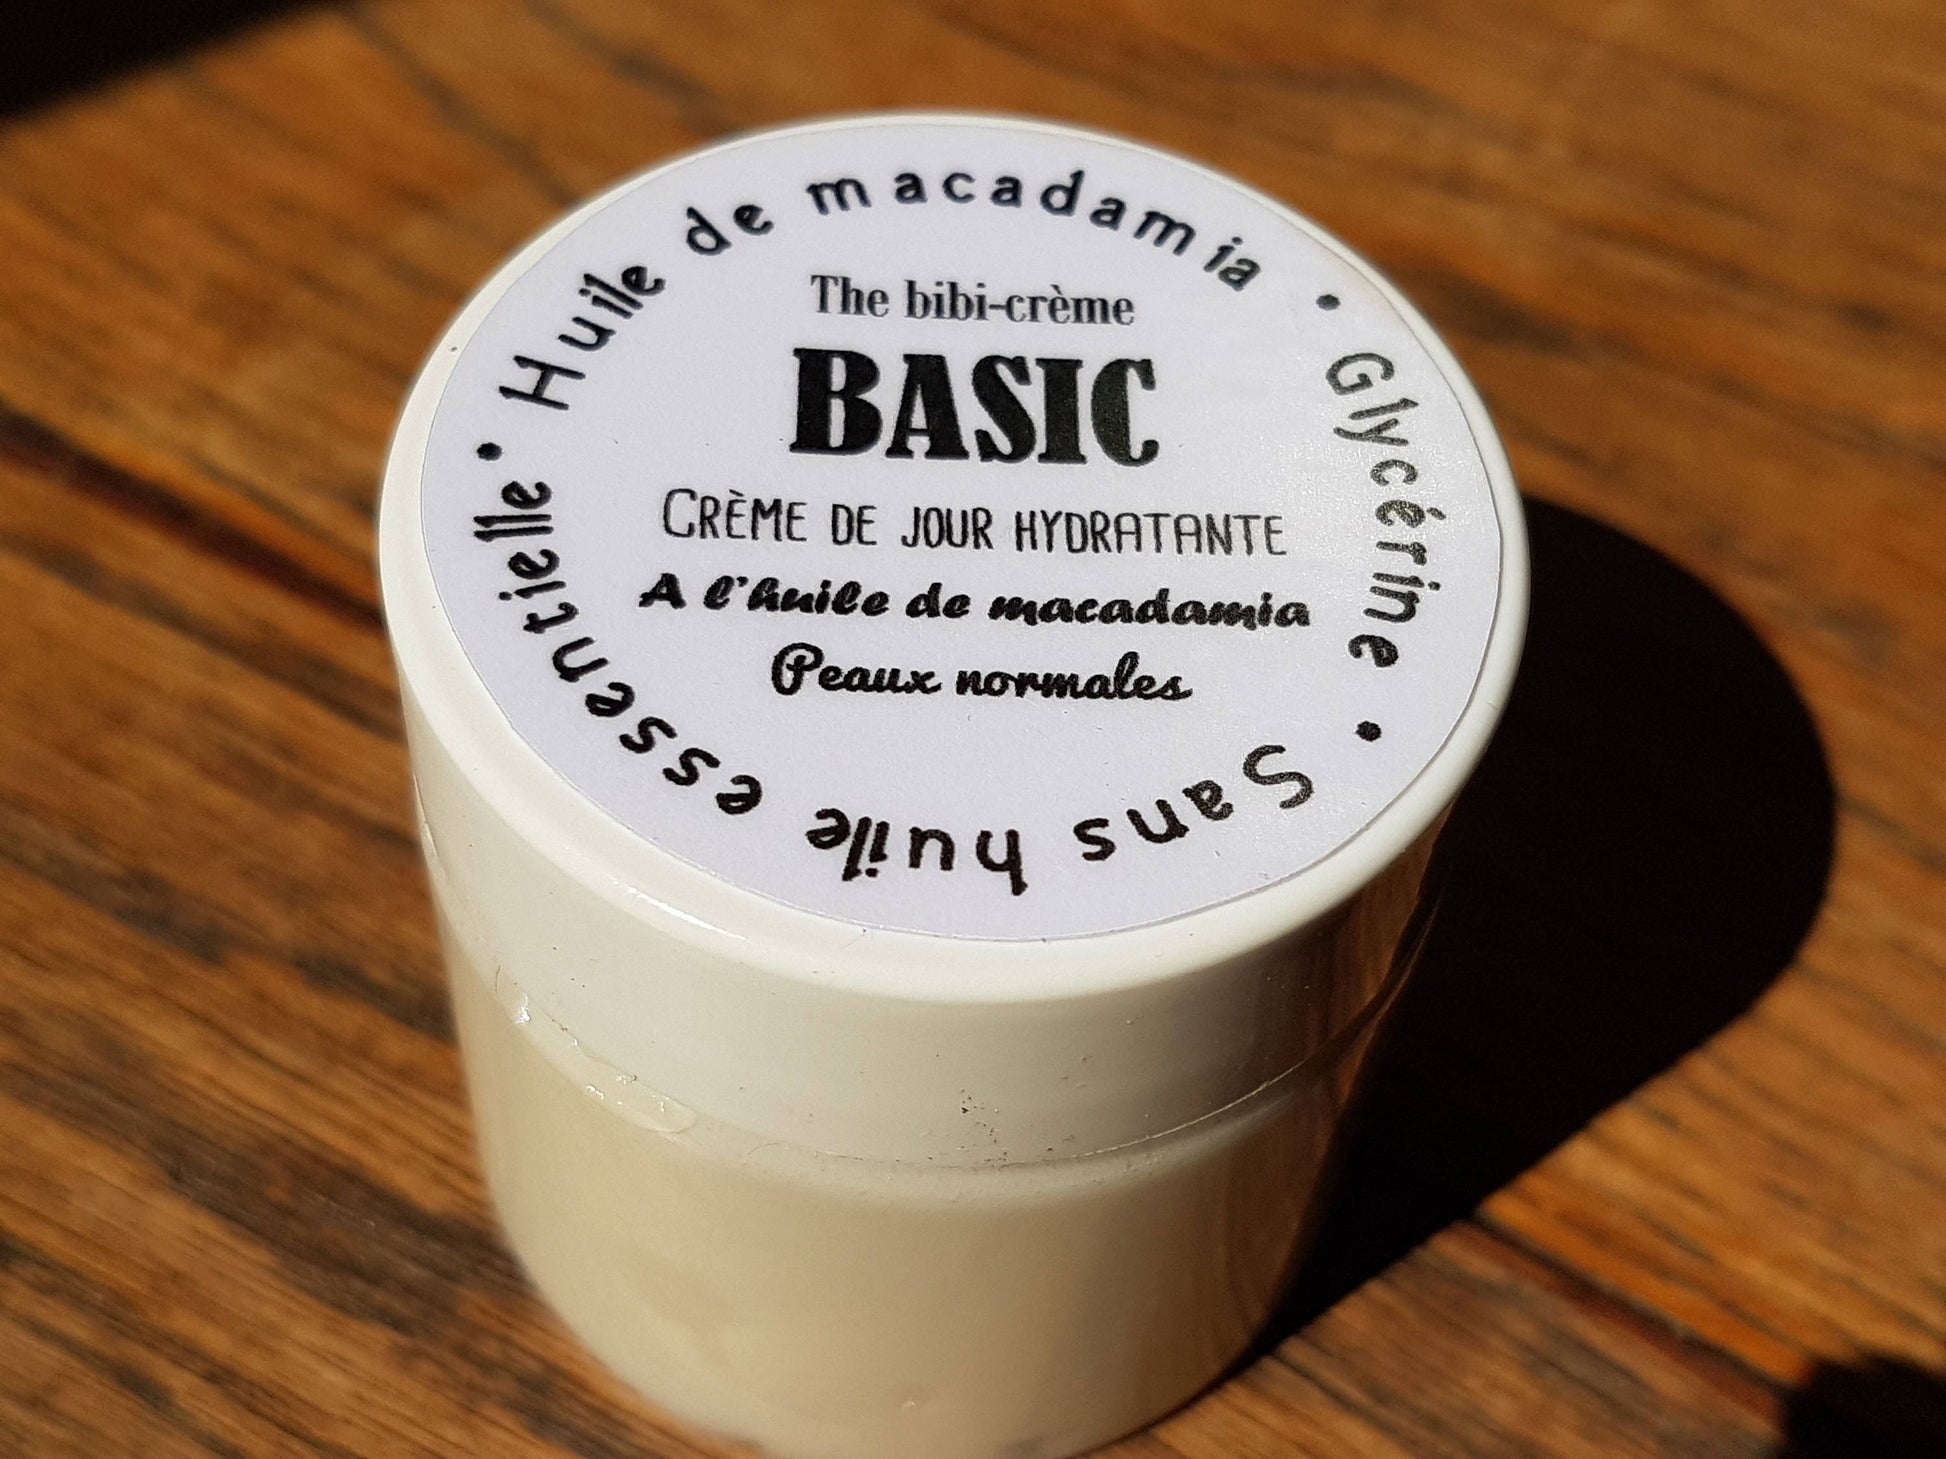 Huile de macadamia • Glycérine • Sans huile essentielle •
The bibi-crème
BASIC
CRÈME DE JOUR HYDRATANTE
A l'huile de macadamia
Peaux normales